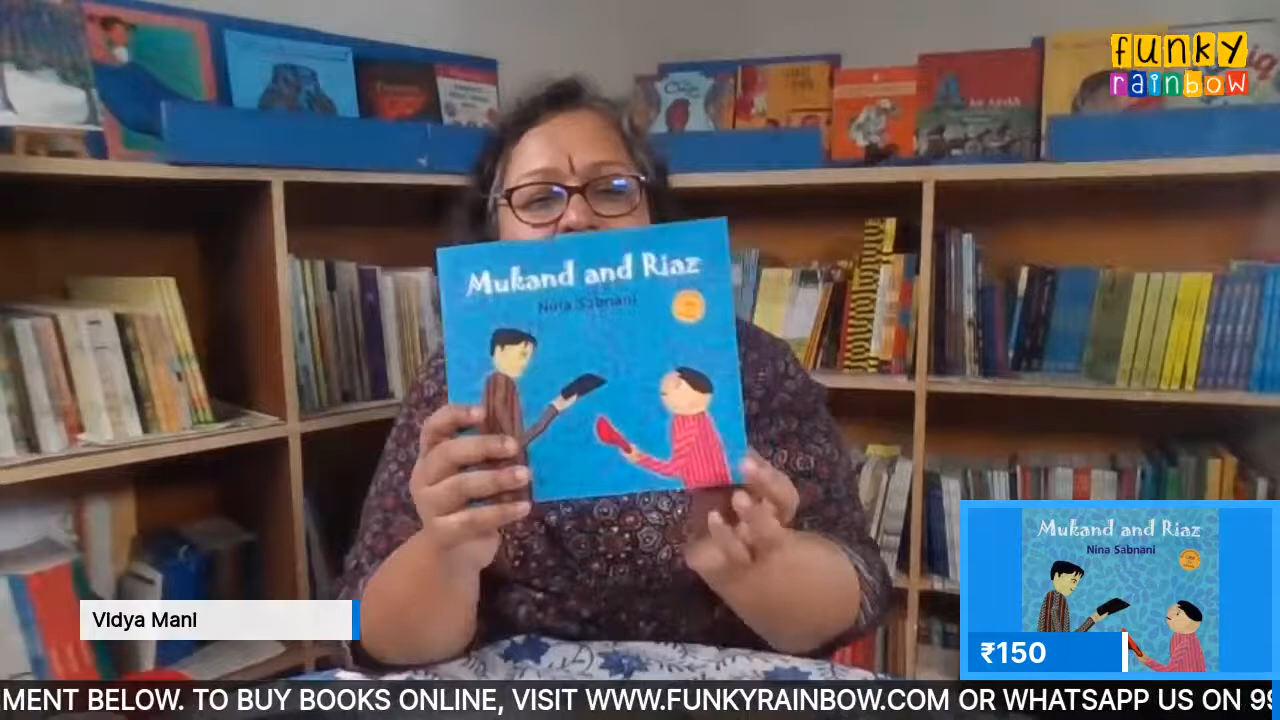 funky
rainbow
Mukand and Riaz
Nina Sabnani
Mukand and Riaz
Nina Sabnani
₹150
Vidya Mani
MENT BELOW. TO BUY BOOKS ONLINE, VISIT WWW.FUNKYRAINBOW.COM OR WHATSAPP US ON 99